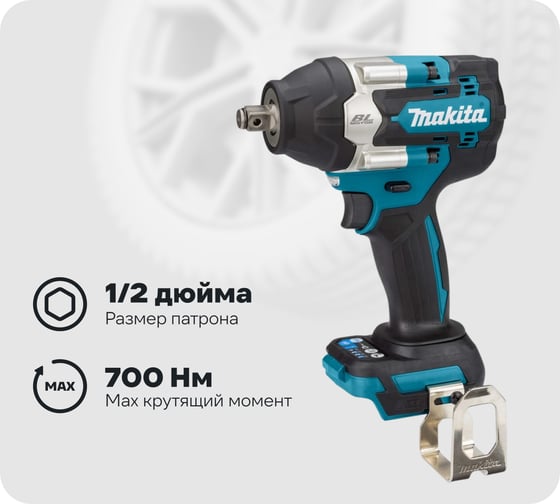 makita
BL
1/2 дюйма
Размер патрона
MAX
700 Нм
Max крутящий момент